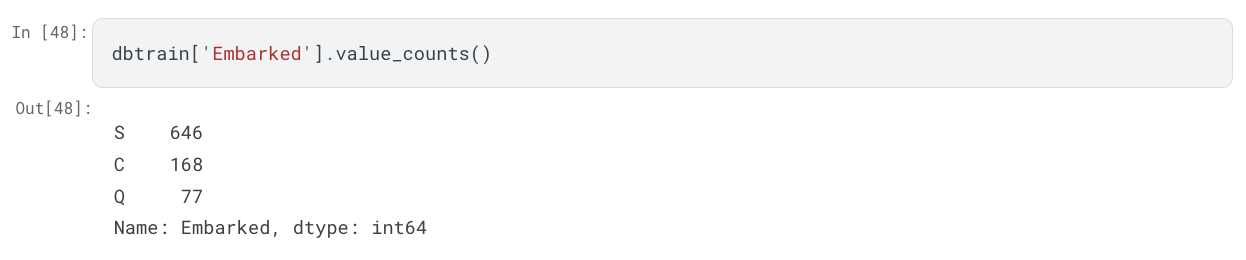 In [48]:
dbtrain['Embarked'].value_counts()
Out[48]:
S    646
C    168
Q     77
Name: Embarked, dtype: int64